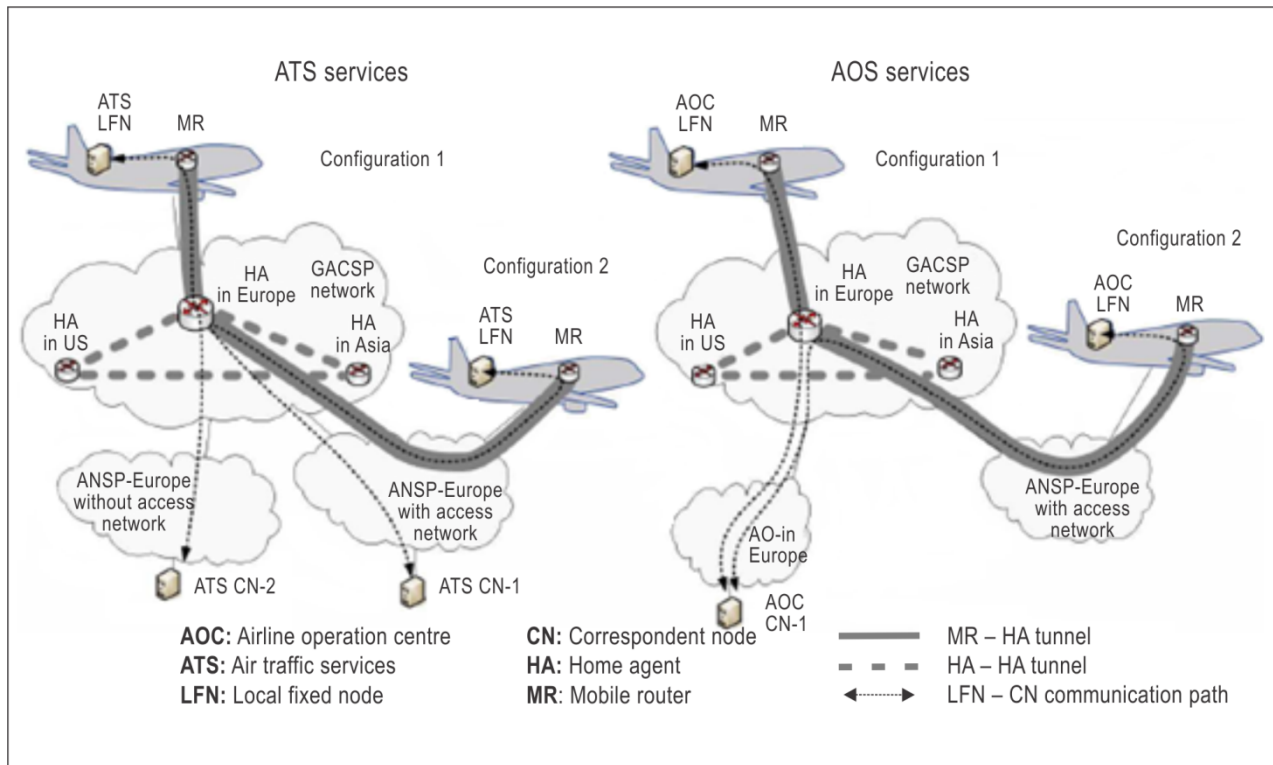 ATS services
ATS
LFN
MR
Configuration 1
HA
in Europe
GACSP
network
HA
in US
HA
in Asia
Configuration 2
ATS
LFN
MR
ANSP-Europe
without access
network
ANSP-Europe
with access
network
ATS CN-2
ATS CN-1
AOS services
AOC
LFN
MR
Configuration 1
HA
in Europe
GACSP
network
HA
in US
HA
in Asia
Configuration 2
AOC
LFN
MR
ANSP-Europe
with access
network
AO-in
Europe
AOC
CN-1
AOC: Airline operation centre
ATS: Air traffic services
LFN: Local fixed node
CN: Correspondent node
HA: Home agent
MR: Mobile router
MR – HA tunnel
HA – HA tunnel
LFN – CN communication path